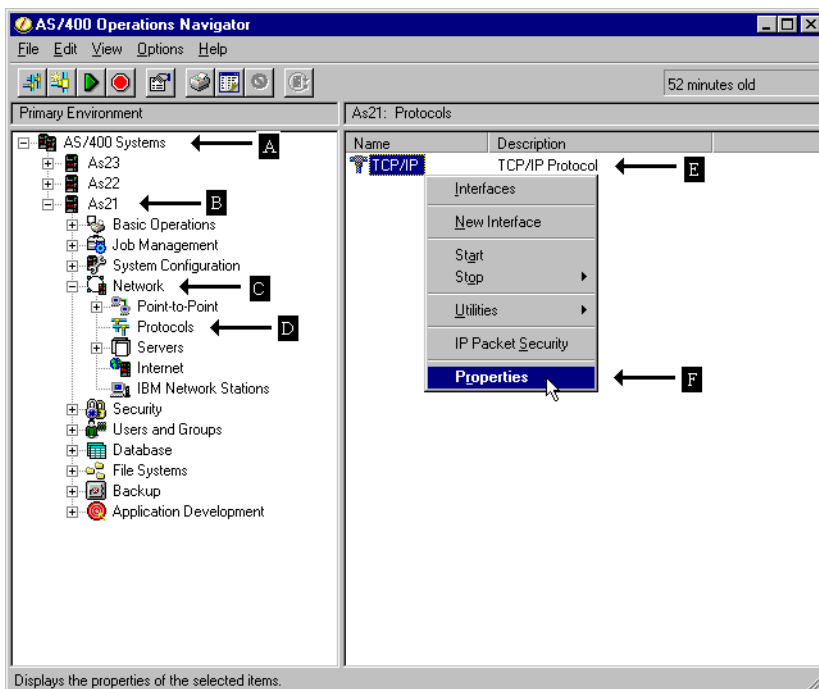 AS/400 Operations Navigator
File Edit View Options Help
52 minutes old
Primary Environment
As21: Protocols
AS/400 Systems A
As23
As22
As21 B
Basic Operations
Job Management
System Configuration
Network C
Point-to-Point
Protocols D
Servers
Internet
IBM Network Stations
Security
Users and Groups
Database
File Systems
Backup
Application Development
Name Description
TCP/IP TCP/IP Protocol E
Interfaces
New Interface
Start
Stop
Utilities
IP Packet Security
Properties F
Displays the properties of the selected items.